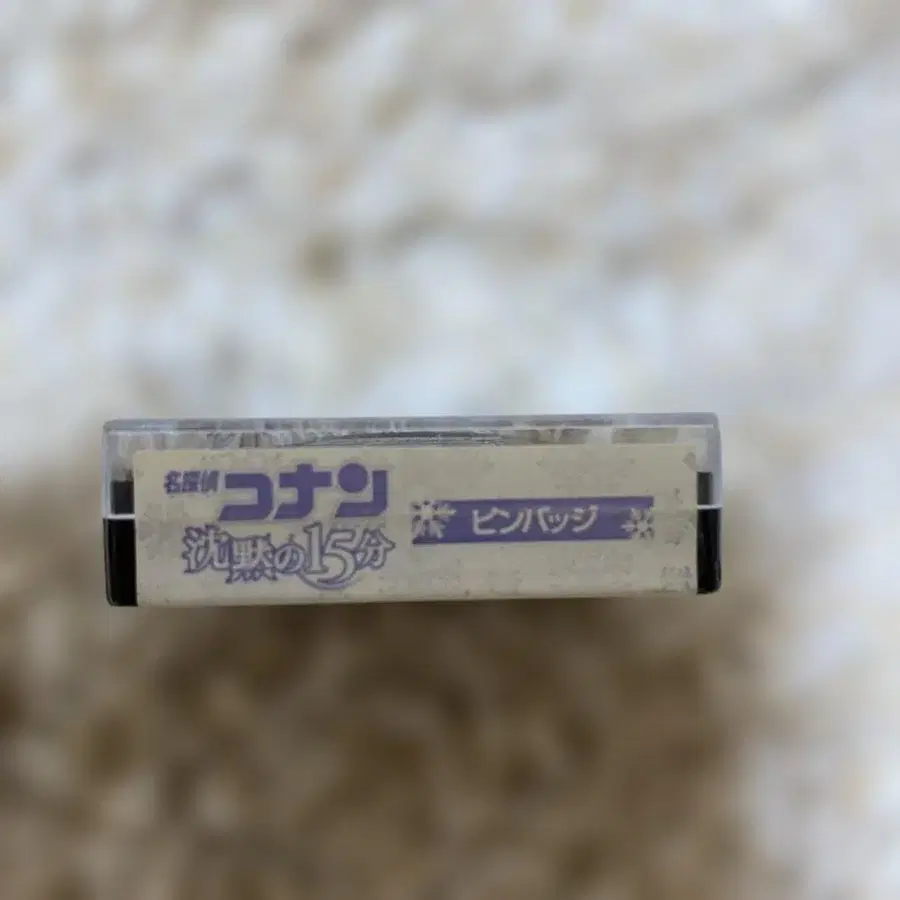 名探偵 コナン
沈黙の15分
ピンバッジ